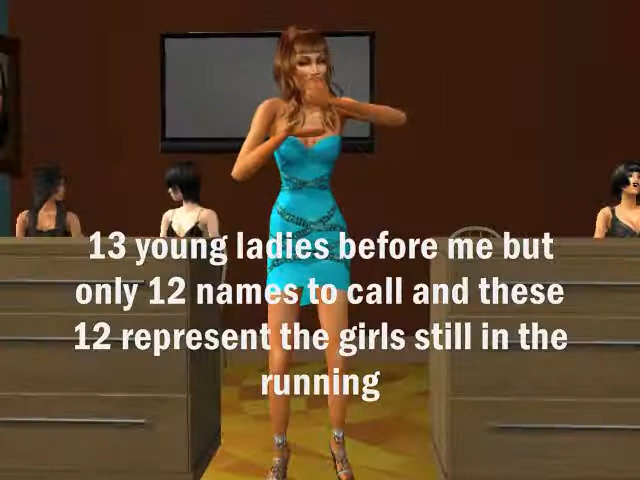 13 young ladies before me but
only 12 names to call and these
12 represent the girls still in the
running